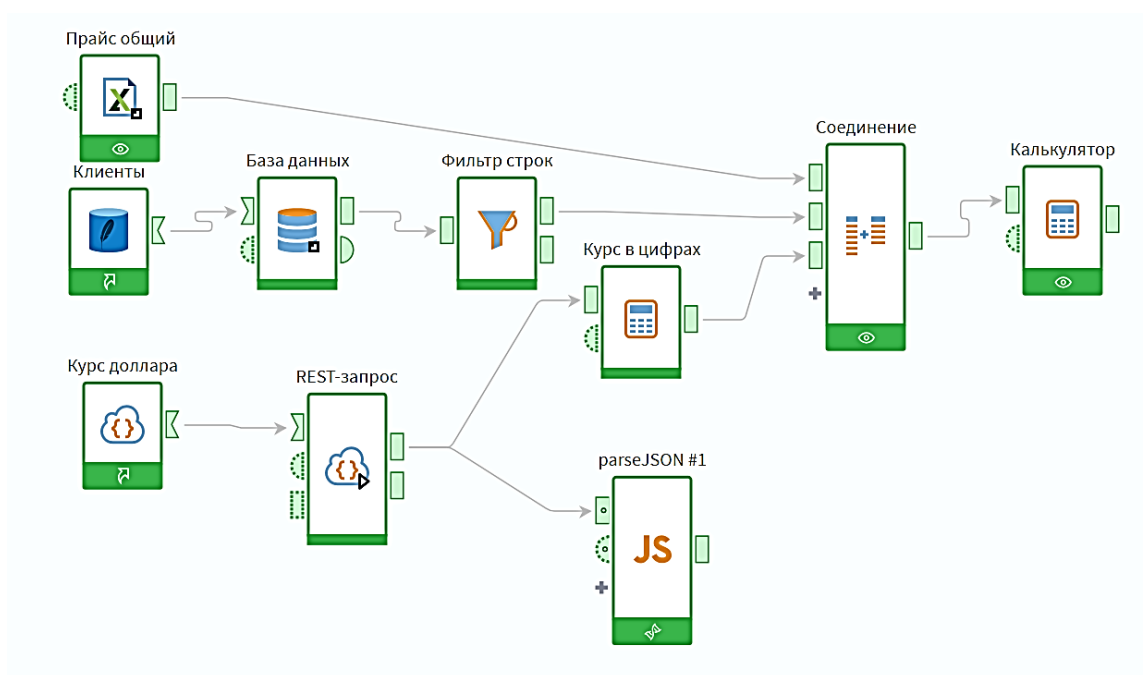 Прайс общий
Клиенты
База данных
Фильтр строк
Соединение
Калькулятор
Курс в цифрах
Курс доллара
REST-запрос
parseJSON #1
JS